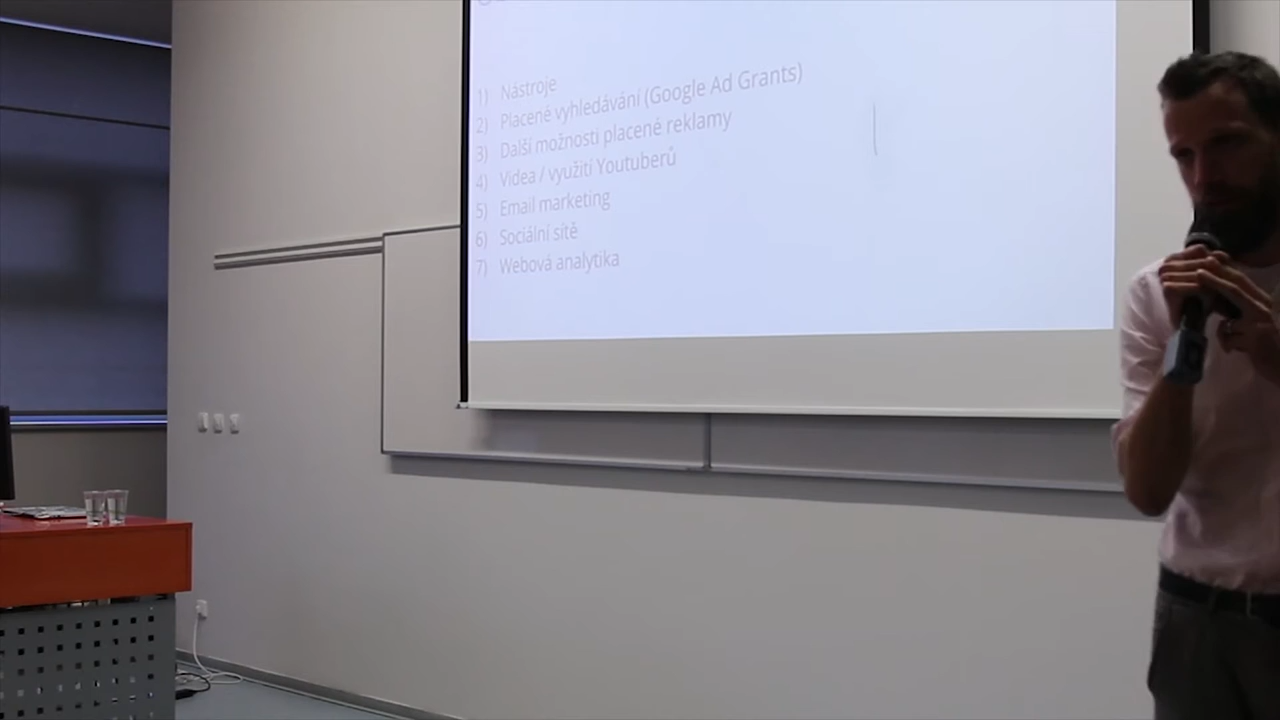 1) Nástroje
2) Placené vyhledávání (Google Ad Grants)
3) Další možnosti placené reklamy
4) Videa / využití Youtuberů
5) Email marketing
6) Sociální sítě
7) Webová analytika